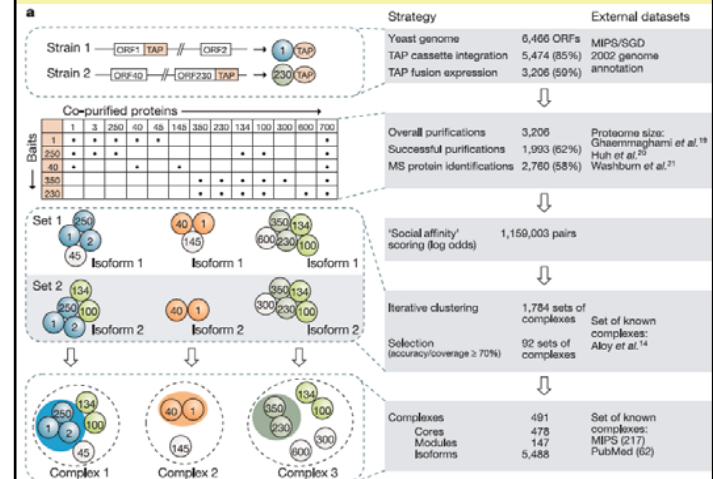 a
Strain 1 ORF1 TAP // ORF2 1 TAP
Strain 2 ORF40 // ORF230 TAP 230 TAP
Co-purified proteins
1 3 250 40 45 145 350 230 134 100 300 600 700
Baits
1
250
40
350
230
Set 1
250
1 2
45
Isoform 1
40 1
145
Isoform 1
350 134
600 230 100
Isoform 1
Set 2
134
250 100
1 2
Isoform 2
40 1
Isoform 2
350 134
300 230 100
Isoform 2
250 134
1 2 100
45
Complex 1
40 1
145
Complex 2
350 134
230 100
300
600
Complex 3
Strategy External datasets
Yeast genome 6,466 ORFs MIPS/SGD
TAP cassette integration 5,474 (85%) 2002 genome
TAP fusion expression 3,206 (59%) annotation
Overall purifications 3,206 Proteome size:
Successful purifications 1,993 (62%) Ghaemmaghami et al.19
MS protein identifications 2,760 (58%) Huh et al.20
Washburn et al.21
'Social affinity' 1,159,003 pairs
scoring (log odds)
Iterative clustering 1,784 sets of
complexes
Selection 92 sets of
(accuracy/coverage ≥ 70%) complexes
Set of known
complexes:
Aloy et al.14
Complexes 491 Set of known
Cores 478 complexes:
Modules 147 MIPS (217)
Isoforms 5,488 PubMed (62)